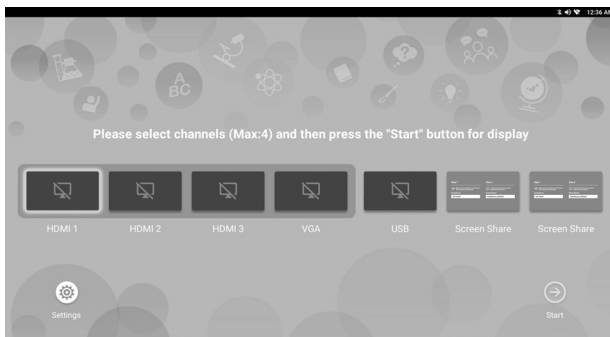 12:36 AM
A
BC
Please select channels (Max:4) and then press the "Start" button for display
HDMI 1
HDMI 2
HDMI 3
VGA
USB
Screen Share
Screen Share
Settings
Start